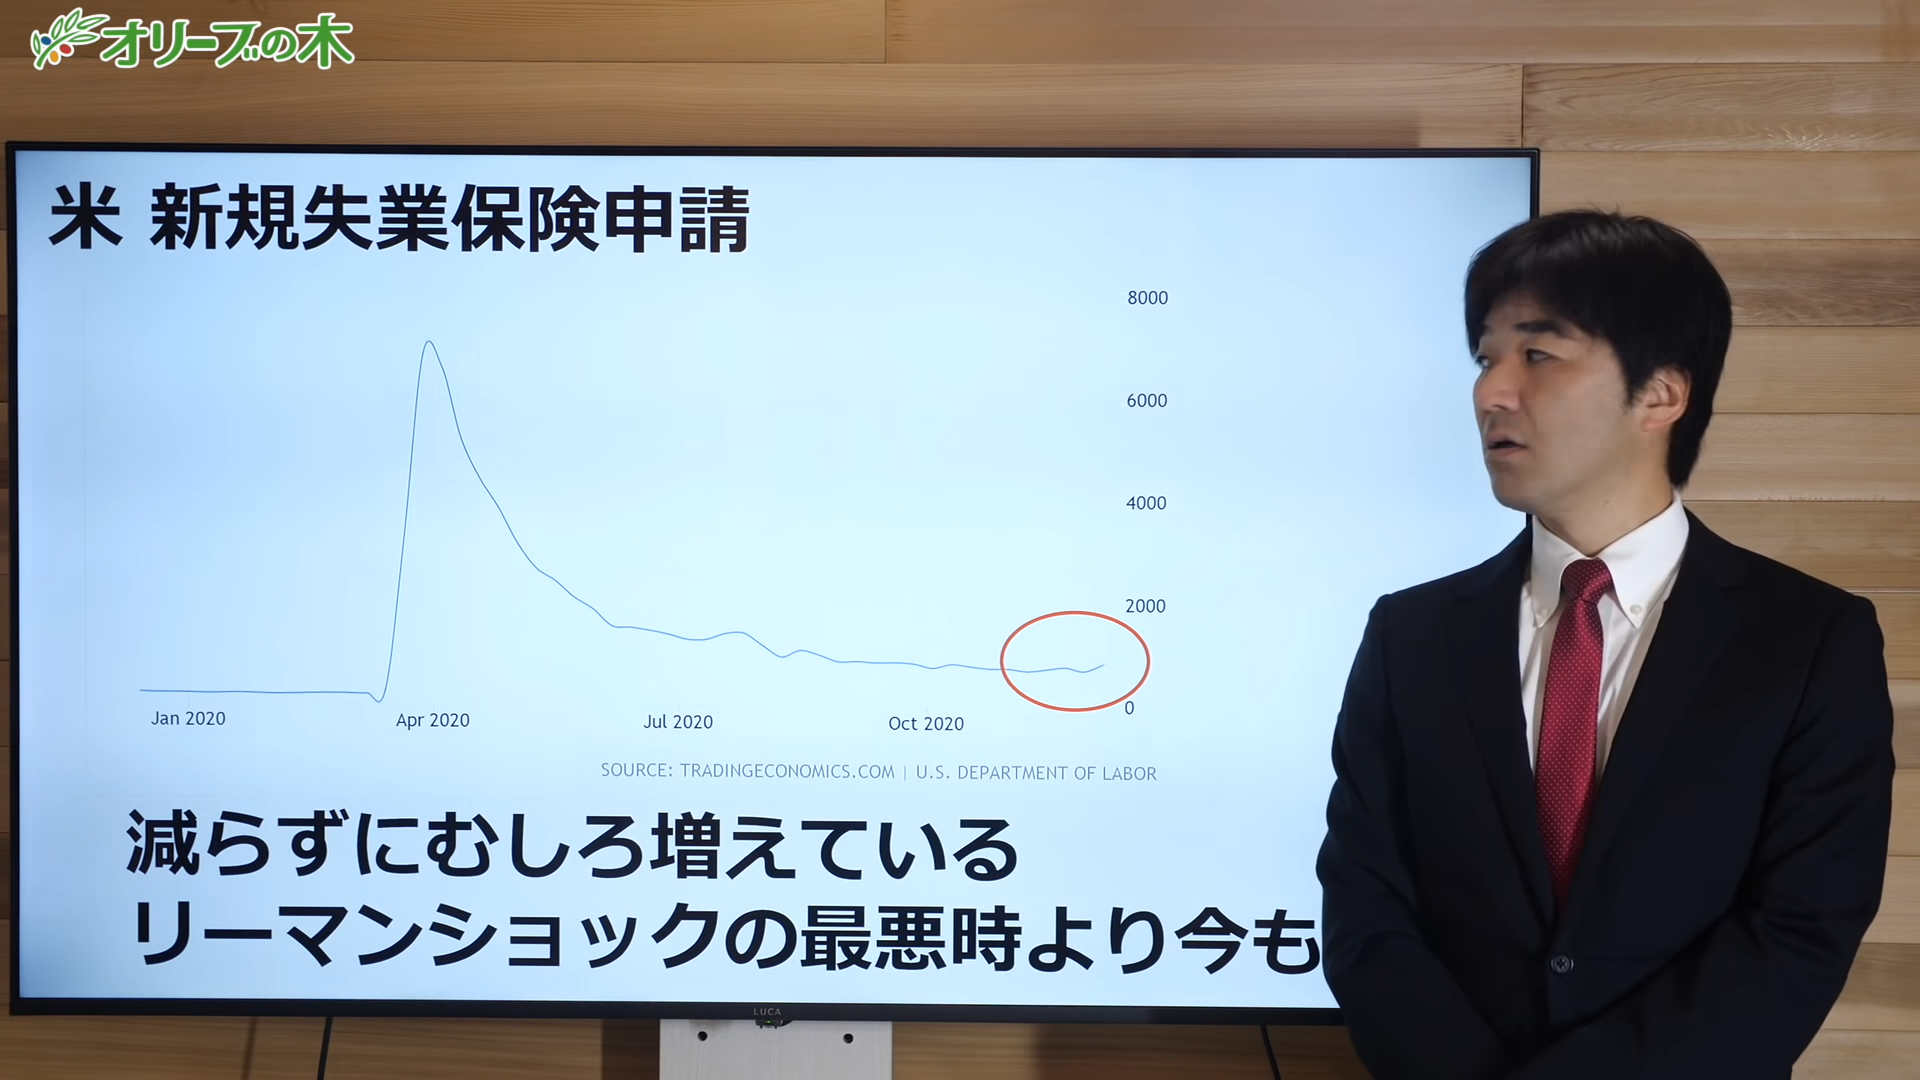 オリーブの木
米 新規失業保険申請
8000
6000
4000
2000
0
Jan 2020
Apr 2020
Jul 2020
Oct 2020
SOURCE: TRADINGECONOMICS.COM | U.S. DEPARTMENT OF LABOR
減らずにむしろ増えている
リーマンショックの最悪時より今も
LUCA